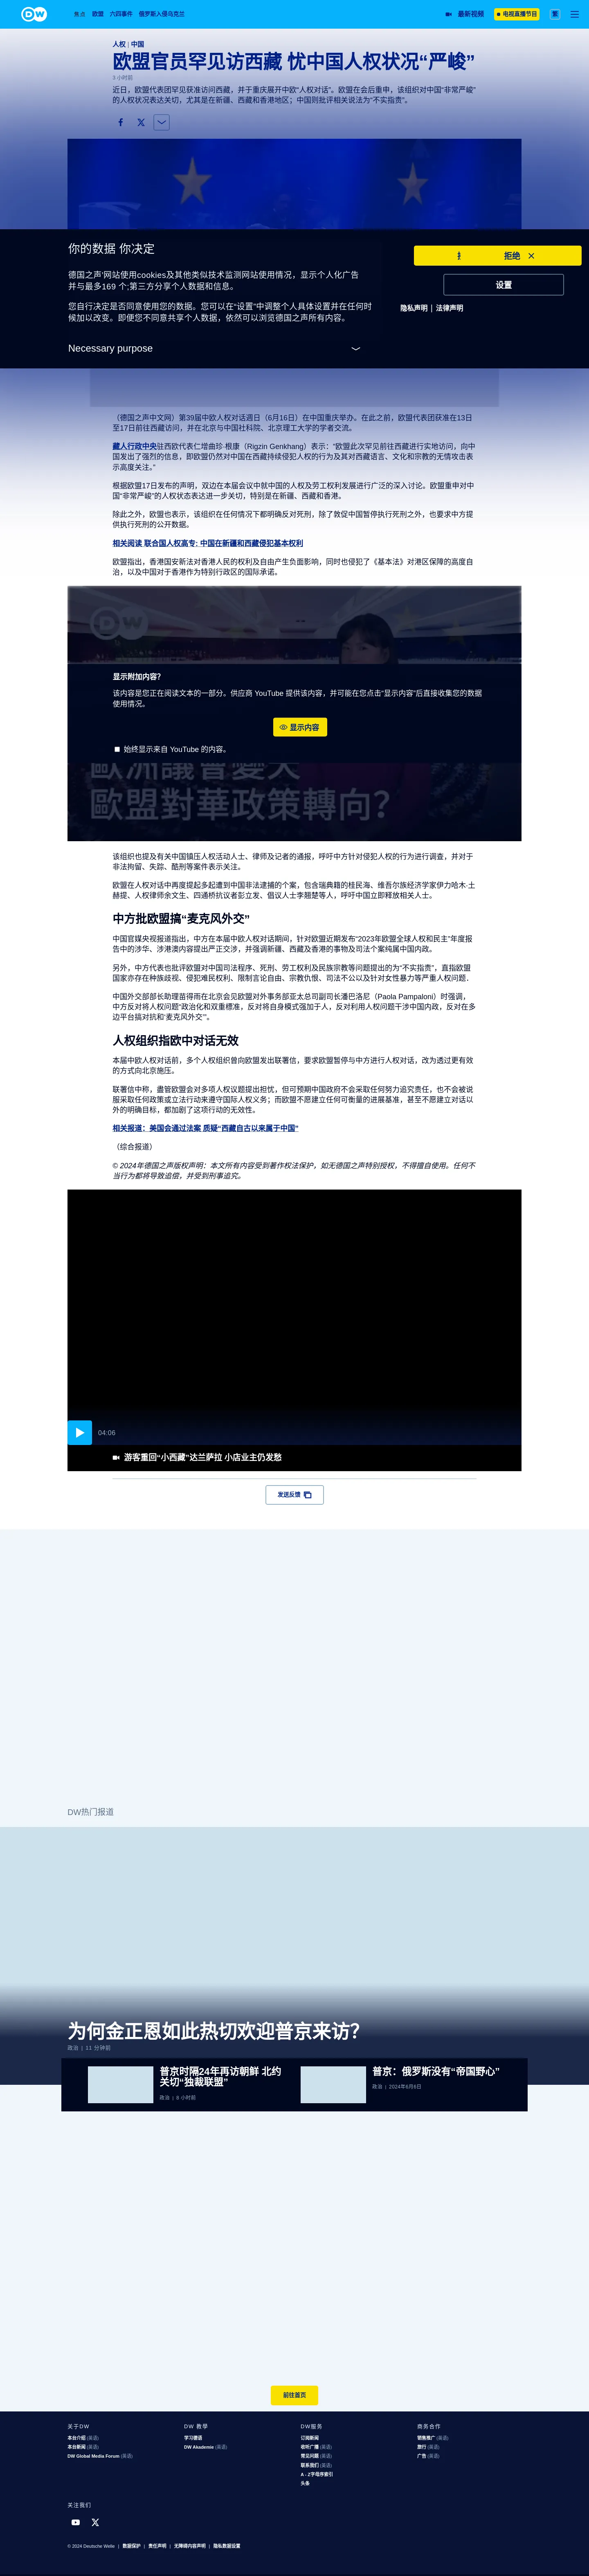 DW
焦点 欧盟 六四事件 俄罗斯入侵乌克兰
最新视频 电视直播节目 繁
人权 | 中国
欧盟官员罕见访西藏 忧中国人权状况“严峻”
3 小时前
近日，欧盟代表团罕见获准访问西藏，并于重庆展开中欧“人权对话”。欧盟在会后重申，该组织对中国“非常严峻”
的人权状况表达关切，尤其是在新疆、西藏和香港地区；中国则批评相关说法为“不实指责”。
你的数据 你决定
德国之声'网站使用cookies及其他类似技术监测网站使用情况，显示个人化广告
并与最多169 个;第三方分享个人数据和信息。
您自行决定是否同意使用您的数据。您可以在“设置”中调整个人具体设置并在任何时
候加以改变。即便您不同意共享个人数据，依然可以浏览德国之声所有内容。
Necessary purpose
拒绝
设置
隐私声明 | 法律声明
（德国之声中文网）第39届中欧人权对话週日（6月16日）在中国重庆举办。在此之前，欧盟代表团获准在13日
至17日前往西藏访问，并在北京与中国社科院、北京理工大学的学者交流。
藏人行政中央驻西欧代表仁增曲珍·根康（Rigzin Genkhang）表示：“欧盟此次罕见前往西藏进行实地访问，向中
国发出了强烈的信息，即欧盟仍然对中国在西藏持续侵犯人权的行为及其对西藏语言、文化和宗教的无情攻击表
示高度关注。”
根据欧盟17日发布的声明，双边在本届会议中就中国的人权及劳工权利发展进行广泛的深入讨论。欧盟重申对中
国“非常严峻”的人权状态表达进一步关切，特别是在新疆、西藏和香港。
除此之外，欧盟也表示，该组织在任何情况下都明确反对死刑，除了敦促中国暂停执行死刑之外，也要求中方提
供执行死刑的公开数据。
相关阅读 联合国人权高专: 中国在新疆和西藏侵犯基本权利
欧盟指出，香港国安新法对香港人民的权利及自由产生负面影响，同时也侵犯了《基本法》对港区保障的高度自
治，以及中国对于香港作为特别行政区的国际承诺。
DW
显示附加内容?
该内容是您正在阅读文本的一部分。供应商 YouTube 提供该内容，并可能在您点击“显示内容”后直接收集您的数据
使用情况。
显示内容
始终显示来自 YouTube 的内容。
歐洲議會變天
歐盟對華政策轉向?
该组织也提及有关中国镇压人权活动人士、律师及记者的通报，呼吁中方针对侵犯人权的行为进行调查，并对于
非法拘留、失踪、酷刑等案件表示关注。
欧盟在人权对话中再度提起多起遭到中国非法逮捕的个案，包含瑞典籍的桂民海、维吾尔族经济学家伊力哈木·土
赫提、人权律师余文生、四通桥抗议者彭立发、倡议人士李翘楚等人，呼吁中国立即释放相关人士。
中方批欧盟搞“麦克风外交”
中国官媒央视报道指出，中方在本届中欧人权对话期间，针对欧盟近期发布“2023年欧盟全球人权和民主”年度报
告中的涉华、涉港澳内容提出严正交涉，并强调新疆、西藏及香港的事物及司法个案纯属中国内政。
另外，中方代表也批评欧盟对中国司法程序、死刑、劳工权利及民族宗教等问题提出的为“不实指责”，直指欧盟
国家亦存在种族歧视、侵犯难民权利、限制言论自由、宗教仇恨、司法不公以及针对女性暴力等严重人权问题．
中国外交部部长助理苗得雨在北京会见欧盟对外事务部亚太总司副司长潘巴洛尼（Paola Pampaloni）时强调，
中方反对将人权问题“政治化和双重標准，反对将自身模式强加于人，反对利用人权问题干涉中国内政，反对在多
边平台搞对抗和‘麦克风外交’”。
人权组织指欧中对话无效
本届中欧人权对话前，多个人权组织曾向欧盟发出联署信，要求欧盟暂停与中方进行人权对话，改为透过更有效
的方式向北京施压。
联署信中称，盡管欧盟会对多项人权议题提出担忧，但可预期中国政府不会采取任何努力追究责任，也不会被说
服采取任何政策或立法行动来遵守国际人权义务；而欧盟不愿建立任何可衡量的进展基准，甚至不愿建立对话以
外的明确目标，都加剧了这项行动的无效性。
相关报道：美国会通过法案 质疑“西藏自古以来属于中国”
（综合报道）
© 2024年德国之声版权声明：本文所有内容受到著作权法保护，如无德国之声特别授权，不得擅自使用。任何不
当行为都将导致追偿，并受到刑事追究。
04:06
游客重回“小西藏”达兰萨拉 小店业主仍发愁
发送反馈
DW热门报道
为何金正恩如此热切欢迎普京来访?
政治 | 11 分钟前
普京时隔24年再访朝鲜 北约
关切“独裁联盟”
政治 | 8 小时前
普京：俄罗斯没有“帝国野心”
政治 | 2024年6月6日
前往首页
关于DW
本台介绍 (英语)
本台新闻 (英语)
DW Global Media Forum (英语)
DW 教學
学习德语
DW Akademie (英语)
DW服务
订阅新闻
收听广播 (英语)
常见问题 (英语)
联系我们 (英语)
A - Z字母序索引
头条
商务合作
销售推广 (英语)
旅行 (英语)
广告 (英语)
关注我们
© 2024 Deutsche Welle | 数据保护 | 责任声明 | 无障碍内容声明 | 隐私数据设置